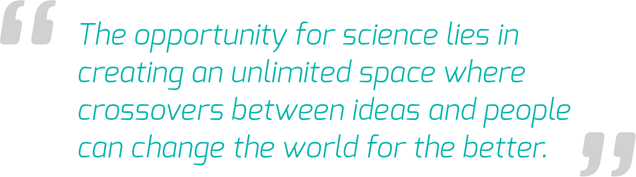 “
The opportunity for science lies in
creating an unlimited space where
crossovers between ideas and people
can change the world for the better.
”